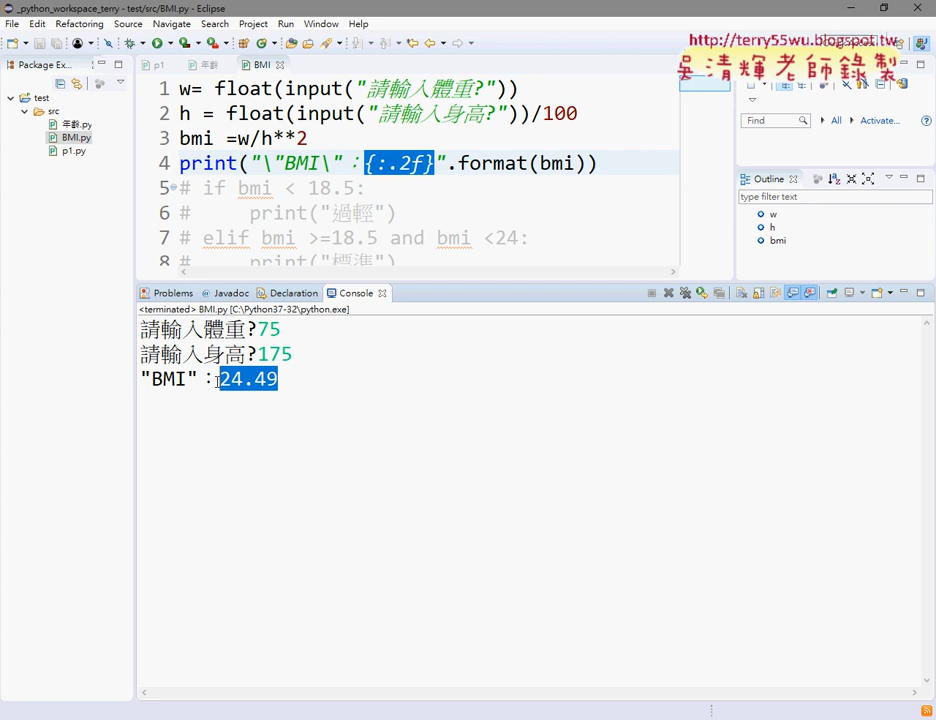 _python_workspace_terry - test/src/BMI.py - Eclipse
File Edit Refactoring Source Navigate Search Project Run Window Help
http://terry55wu.blogspot.tw
吳清輝老師錄製
Package Ex...
test
src
年齡.py
BMI.py
p1.py
p1 年齡 BMI
1 w= float(input("請輸入體重?"))
2 h = float(input("請輸入身高?"))/100
3 bmi =w/h**2
4 print("\"BMI\"：{:.2f}".format(bmi))
5 # if bmi < 18.5:
6 #     print("過輕")
7 # elif bmi >=18.5 and bmi <24:
8 #     print("標準")
Find All Activate...
Outline
type filter text
w
h
bmi
Problems Javadoc Declaration Console
<terminated> BMI.py [C:\Python37-32\python.exe]
請輸入體重?75
請輸入身高?175
"BMI"：24.49